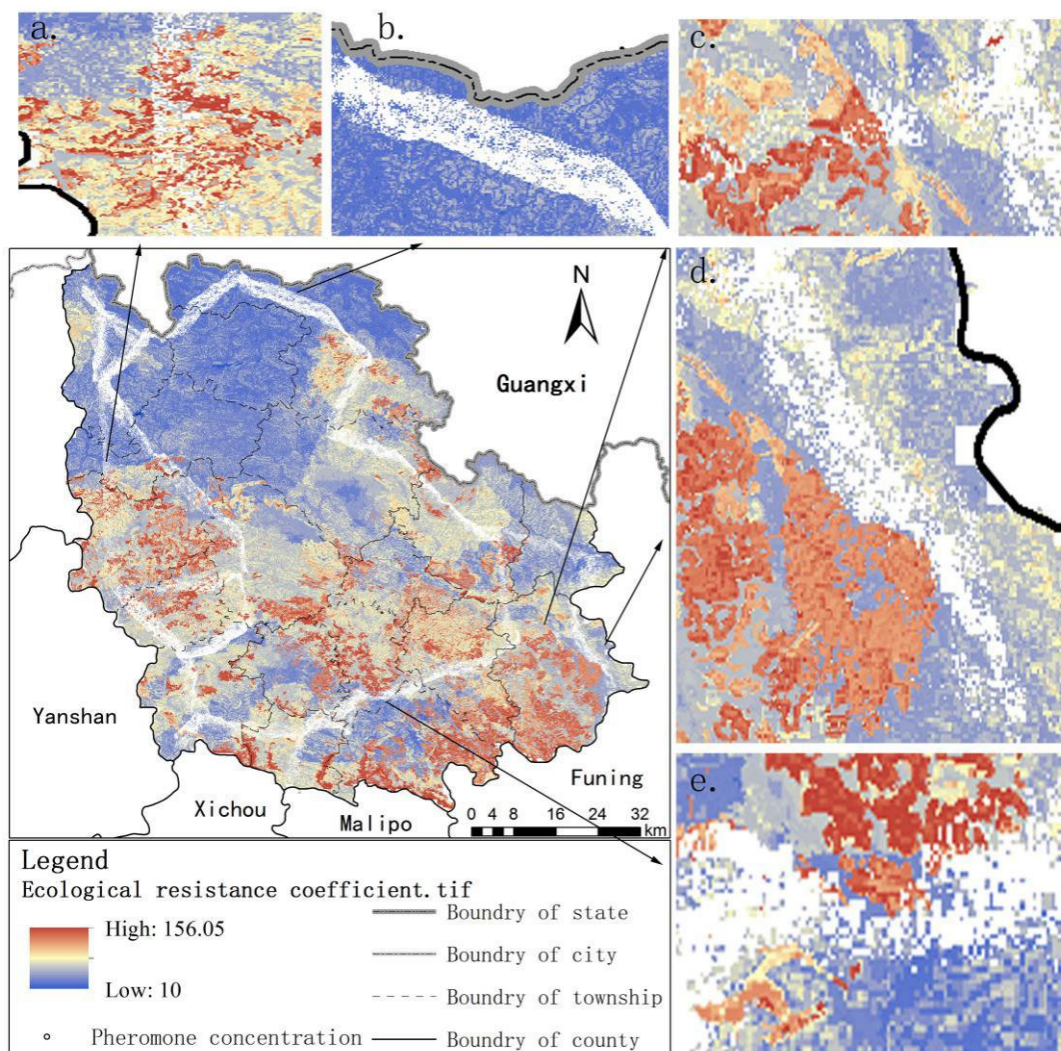 a.
b.
c.
d.
e.
N
Guangxi
Yanshan
Xichou
Malipo
Funing
0 4 8 16 24 32
km
Legend
Ecological resistance coefficient.tif
High: 156.05
Low: 10
Pheromone concentration
Boundry of state
Boundry of city
Boundry of township
Boundry of county